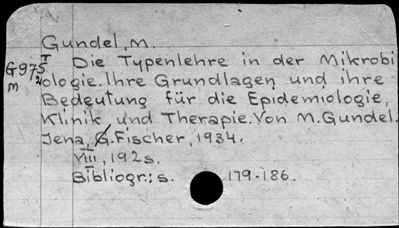 Gundel, M.
G975 I Die Typenlehre in der Mikrobi
M ologie. Ihre Grundlagen und ihre
Bedeutung für die Epidemiologie,
Klinik und Therapie. Von M. Gundel.
Jena, G. Fischer, 1934.
VIII, 192 s.
Bibliogr.: s. 179-186.